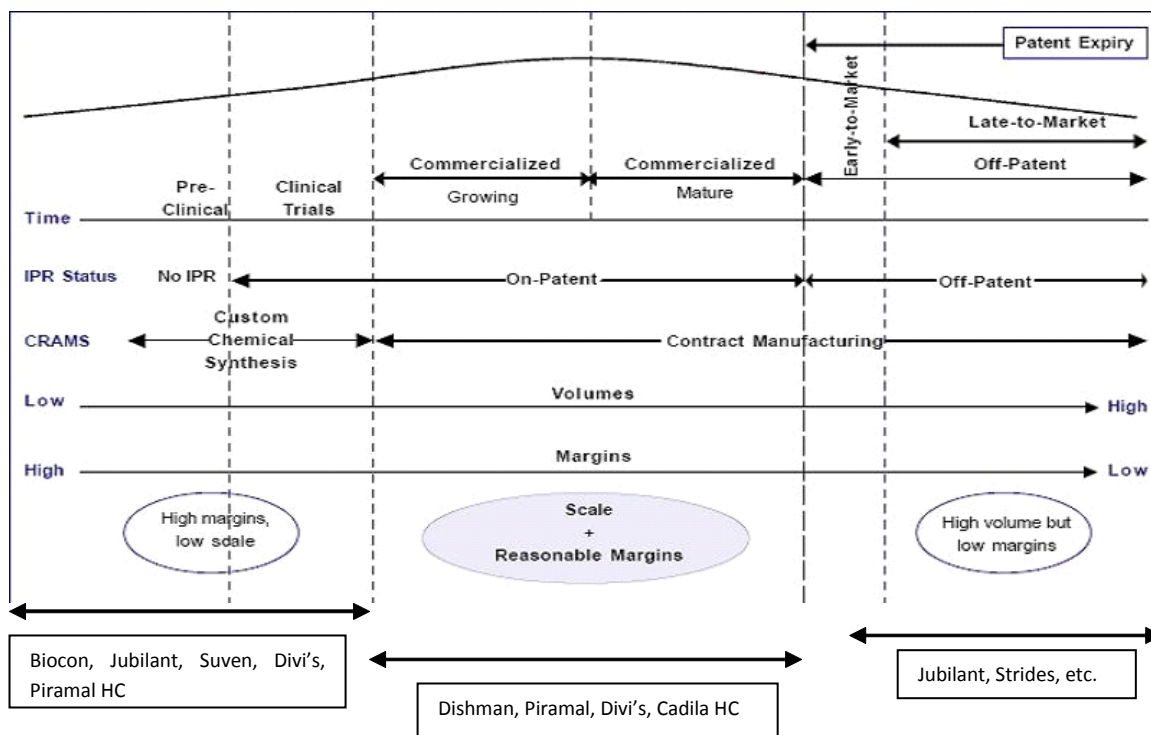 Patent Expiry
Early-to-Market
Late-to-Market
Commercialized
Commercialized
Off-Patent
Growing
Mature
Pre-
Clinical
Clinical
Trials
Time
IPR Status
No IPR
On-Patent
Off-Patent
CRAMS
Custom
Chemical
Synthesis
Contract Manufacturing
Low
Volumes
High
High
Margins
Low
High margins,
low scale
Scale
+
Reasonable Margins
High volume but
low margins
Biocon, Jubilant, Suven, Divi’s,
Piramal HC
Dishman, Piramal, Divi’s, Cadila HC
Jubilant, Strides, etc.